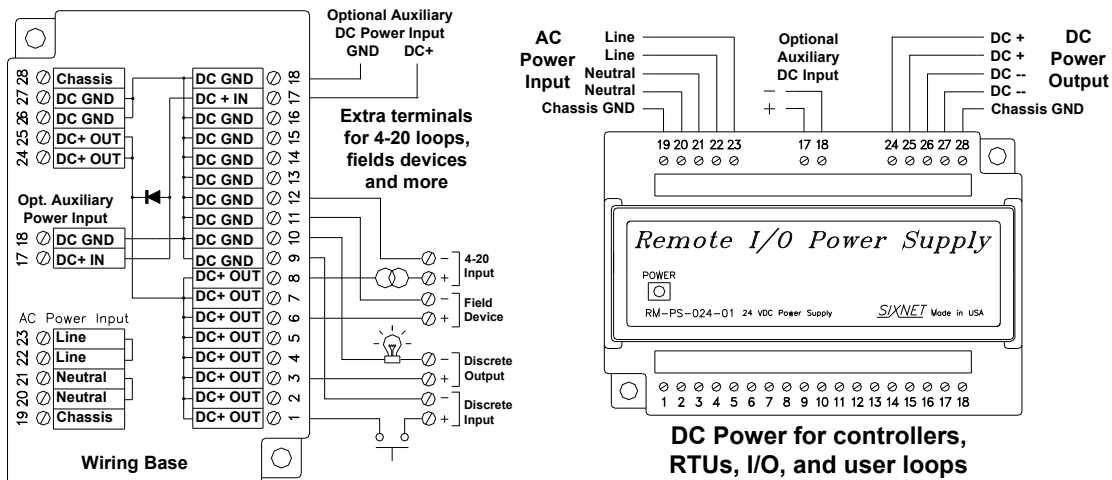 Optional Auxiliary
DC Power Input
GND DC+
28 Chassis
27 DC GND
26 DC GND
25 DC+ OUT
24 DC+ OUT
Opt. Auxiliary
Power Input
18 DC GND
17 DC+ IN
AC Power Input
23 Line
22 Line
21 Neutral
20 Neutral
19 Chassis
DC GND 18
DC + IN 17
DC GND 16
DC GND 15
DC GND 14
DC GND 13
DC GND 12
DC GND 11
DC GND 10
DC GND 9
DC+ OUT 8
DC+ OUT 7
DC+ OUT 6
DC+ OUT 5
DC+ OUT 4
DC+ OUT 3
DC+ OUT 2
DC+ OUT 1
Extra terminals
for 4-20 loops,
fields devices
and more
- 4-20
+ Input
- Field
+ Device
- Discrete
+ Output
- Discrete
+ Input
Wiring Base
AC
Power
Input
Line
Line
Neutral
Neutral
Chassis GND
Optional
Auxiliary
DC Input
-
+
DC +
DC +
DC --
DC --
Chassis GND
DC
Power
Output
19 20 21 22 23 17 18 24 25 26 27 28
Remote I/O Power Supply
POWER
RM-PS-024-01 24 VDC Power Supply SIXNET Made in USA
1 2 3 4 5 6 7 8 9 10 11 12 13 14 15 16 17 18
DC Power for controllers,
RTUs, I/O, and user loops